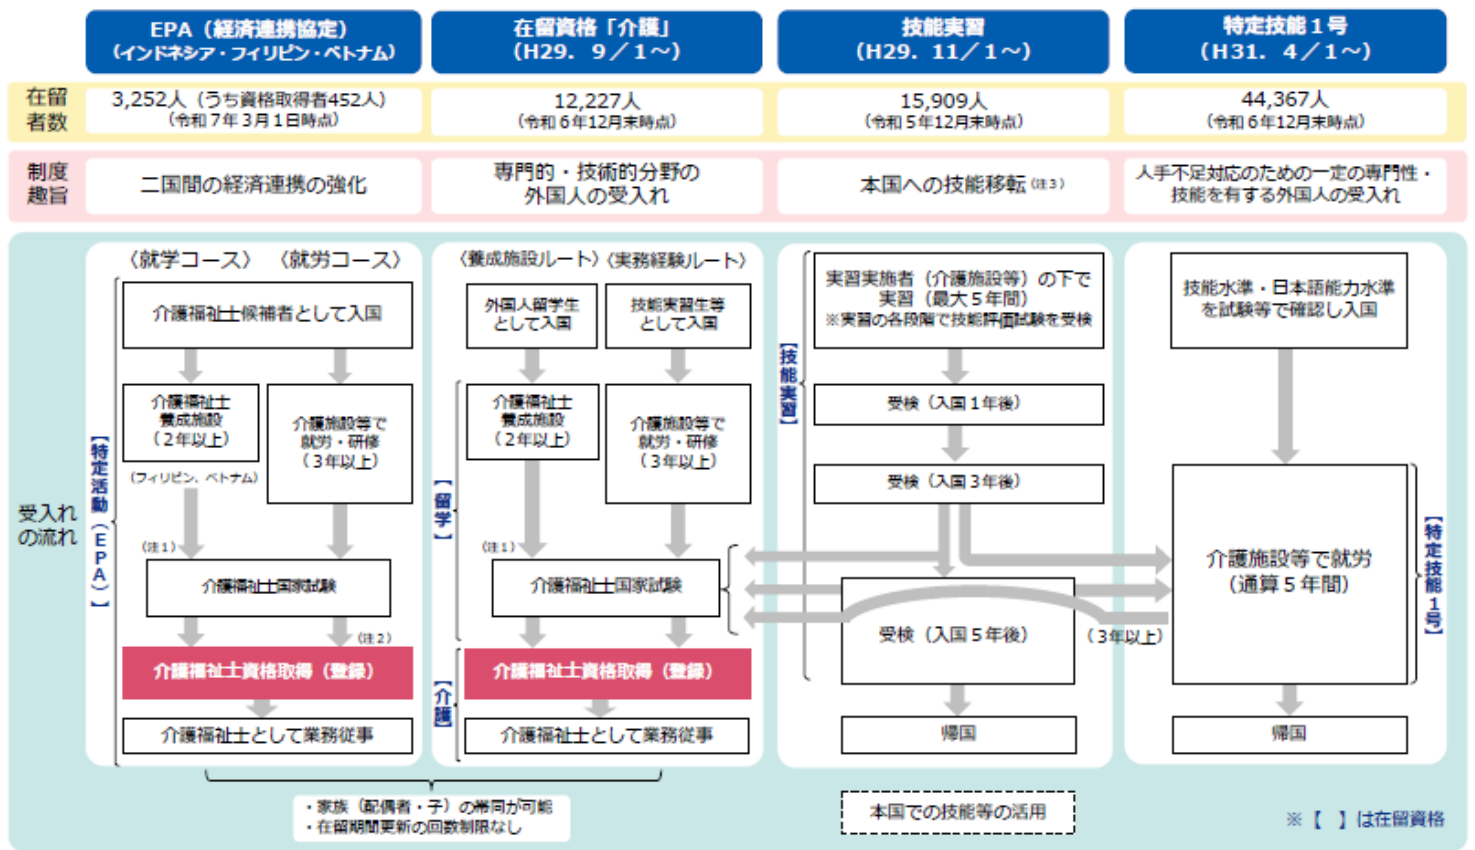 EPA（経済連携協定）
（インドネシア・フィリピン・ベトナム）
在留資格「介護」
（H29．9／1～）
技能実習
（H29．11／1～）
特定技能１号
（H31．4／1～）
在留
者数
3,252人（うち資格取得者452人）
（令和７年３月１日時点）
12,227人
（令和６年12月末時点）
15,909人
（令和５年12月末時点）
44,367人
（令和６年12月末時点）
制度
趣旨
二国間の経済連携の強化
専門的・技術的分野の
外国人の受入れ
本国への技能移転（注３）
人手不足対応のための一定の専門性・
技能を有する外国人の受入れ
受入れ
の流れ
〈就学コース〉
〈就労コース〉
介護福祉士候補者として入国
介護福祉士
養成施設
（２年以上）
（フィリピン、ベトナム）
介護施設等で
就労・研修
（３年以上）
【特定活動（EPA）】
（注１）
介護福祉士国家試験
（注２）
介護福祉士資格取得（登録）
介護福祉士として業務従事
〈養成施設ルート〉
〈実務経験ルート〉
外国人留学生
として入国
技能実習生等
として入国
介護福祉士
養成施設
（２年以上）
介護施設等で
就労・研修
（３年以上）
【留学】
（注１）
介護福祉士国家試験
【介護】
介護福祉士資格取得（登録）
介護福祉士として業務従事
・家族（配偶者・子）の帯同が可能
・在留期間更新の回数制限なし
【技能実習】
実習実施者（介護施設等）の下で
実習（最大５年間）
※実習の各段階で技能評価試験を受検
受検（入国１年後）
受検（入国３年後）
受検（入国５年後）
帰国
本国での技能等の活用
技能水準・日本語能力水準
を試験等で確認し入国
介護施設等で就労
（通算５年間）
（３年以上）
【特定技能１号】
帰国
※【　】は在留資格